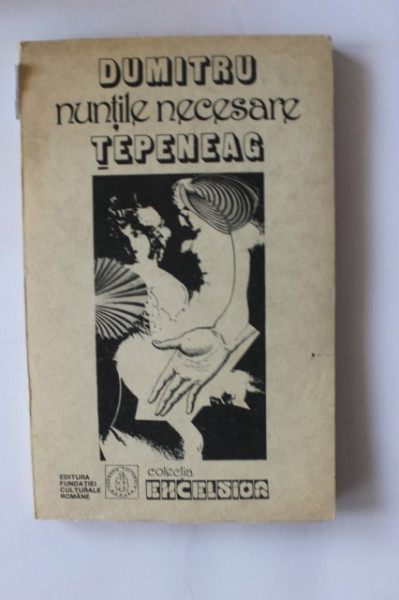 DUMITRU
nunțile necesare
ȚEPENEAG
EDITURA
FUNDAȚIEI
CULTURALE
ROMÂNE
colecția
EXCELSIOR